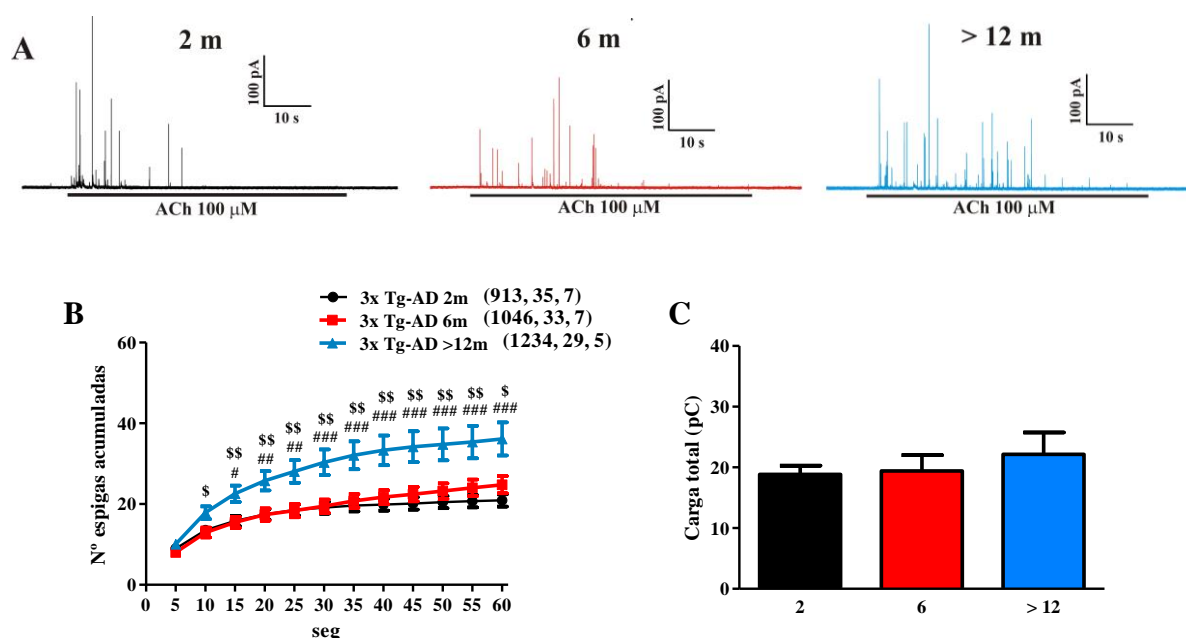 A
2 m
6 m
> 12 m
100 pA
10 s
100 pA
10 s
100 pA
10 s
ACh 100 µM
ACh 100 µM
ACh 100 µM
B
3x Tg-AD 2m (913, 35, 7)
3x Tg-AD 6m (1046, 33, 7)
3x Tg-AD >12m (1234, 29, 5)
Nº espigas acumuladas
60
40
20
0
$ $$ $$ $$ $$ $$ $$ $$ $$ $$ $
# ## ## ### ### ### ### ### ### ###
0 5 10 15 20 25 30 35 40 45 50 55 60
seg
C
Carga total (pC)
40
30
20
10
0
2 6 > 12